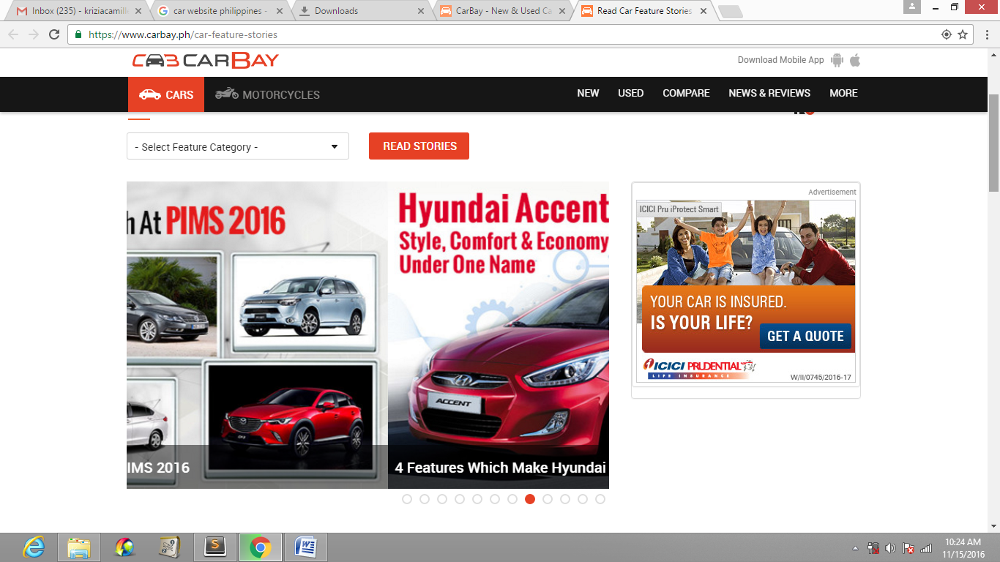 Inbox (235) - kriziacamille
car website philippines -
Downloads
CarBay - New & Used Ca
Read Car Feature Stories
https://www.carbay.ph/car-feature-stories
CARBAY
Download Mobile App
CARS
MOTORCYCLES
NEW
USED
COMPARE
NEWS & REVIEWS
MORE
- Select Feature Category -
READ STORIES
At PIMS 2016
IMS 2016
Hyundai Accent
Style, Comfort & Economy
Under One Name
ACCENT
4 Features Which Make Hyundai
Advertisement
ICICI Pru iProtect Smart
YOUR CAR IS INSURED.
IS YOUR LIFE?
GET A QUOTE
ICICI PRUDENTIAL
LIFE INSURANCE
W/II/0745/2016-17
10:24 AM
11/15/2016